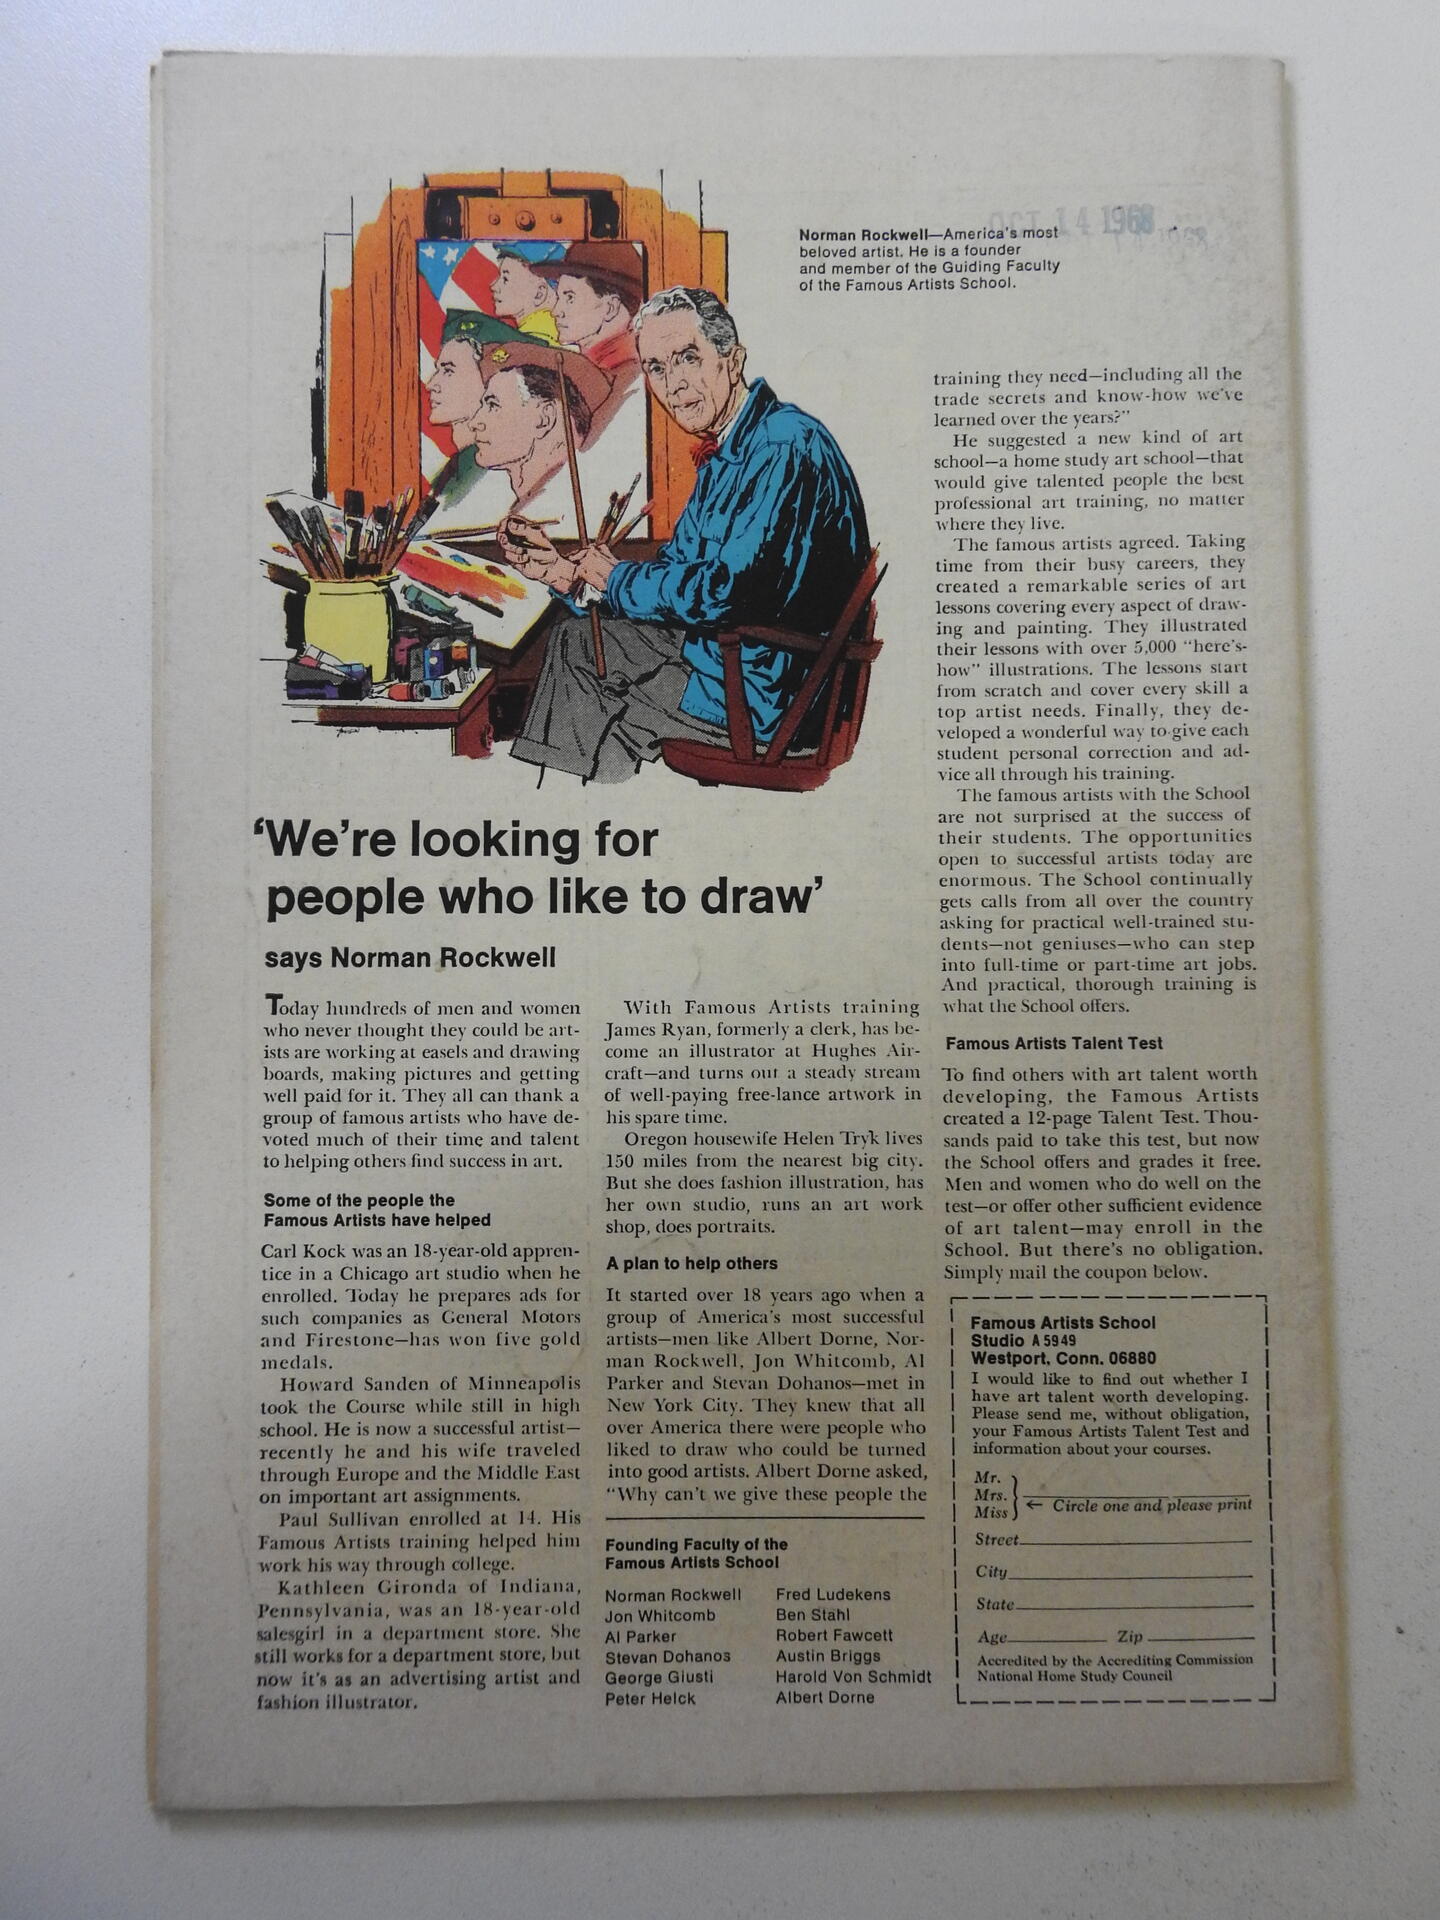 OCT 14 1968
Norman Rockwell—America's most
beloved artist. He is a founder
and member of the Guiding Faculty
of the Famous Artists School.
‘We’re looking for
people who like to draw’
says Norman Rockwell
Today hundreds of men and women
who never thought they could be art-
ists are working at easels and drawing
boards, making pictures and getting
well paid for it. They all can thank a
group of famous artists who have de-
voted much of their time and talent
to helping others find success in art.
Some of the people the
Famous Artists have helped
Carl Kock was an 18-year-old appren-
tice in a Chicago art studio when he
enrolled. Today he prepares ads for
such companies as General Motors
and Firestone—has won five gold
medals.
Howard Sanden of Minneapolis
took the Course while still in high
school. He is now a successful artist—
recently he and his wife traveled
through Europe and the Middle East
on important art assignments.
Paul Sullivan enrolled at 14. His
Famous Artists training helped him
work his way through college.
Kathleen Gironda of Indiana,
Pennsylvania, was an 18-year-old
salesgirl in a department store. She
still works for a department store, but
now it's as an advertising artist and
fashion illustrator.
With Famous Artists training
James Ryan, formerly a clerk, has be-
come an illustrator at Hughes Air-
craft—and turns out a steady stream
of well-paying free-lance artwork in
his spare time.
Oregon housewife Helen Tryk lives
150 miles from the nearest big city.
But she does fashion illustration, has
her own studio, runs an art work
shop, does portraits.
A plan to help others
It started over 18 years ago when a
group of America's most successful
artists—men like Albert Dorne, Nor-
man Rockwell, Jon Whitcomb, Al
Parker and Stevan Dohanos—met in
New York City. They knew that all
over America there were people who
liked to draw who could be turned
into good artists. Albert Dorne asked,
“Why can't we give these people the
training they need—including all the
trade secrets and know-how we've
learned over the years?”
He suggested a new kind of art
school—a home study art school—that
would give talented people the best
professional art training, no matter
where they live.
The famous artists agreed. Taking
time from their busy careers, they
created a remarkable series of art
lessons covering every aspect of draw-
ing and painting. They illustrated
their lessons with over 5,000 “here's-
how” illustrations. The lessons start
from scratch and cover every skill a
top artist needs. Finally, they de-
veloped a wonderful way to give each
student personal correction and ad-
vice all through his training.
The famous artists with the School
are not surprised at the success of
their students. The opportunities
open to successful artists today are
enormous. The School continually
gets calls from all over the country
asking for practical well-trained stu-
dents—not geniuses—who can step
into full-time or part-time art jobs.
And practical, thorough training is
what the School offers.
Famous Artists Talent Test
To find others with art talent worth
developing, the Famous Artists
created a 12-page Talent Test. Thou-
sands paid to take this test, but now
the School offers and grades it free.
Men and women who do well on the
test—or offer other sufficient evidence
of art talent—may enroll in the
School. But there's no obligation.
Simply mail the coupon below.
Founding Faculty of the
Famous Artists School
Norman Rockwell
Jon Whitcomb
Al Parker
Stevan Dohanos
George Giusti
Peter Helck
Fred Ludekens
Ben Stahl
Robert Fawcett
Austin Briggs
Harold Von Schmidt
Albert Dorne
Famous Artists School
Studio A5949
Westport, Conn. 06880
I would like to find out whether I
have art talent worth developing.
Please send me, without obligation,
your Famous Artists Talent Test and
information about your courses.
Mr.
Mrs.
Miss ← Circle one and please print
Street
City
State
Age Zip
Accredited by the Accrediting Commission
National Home Study Council